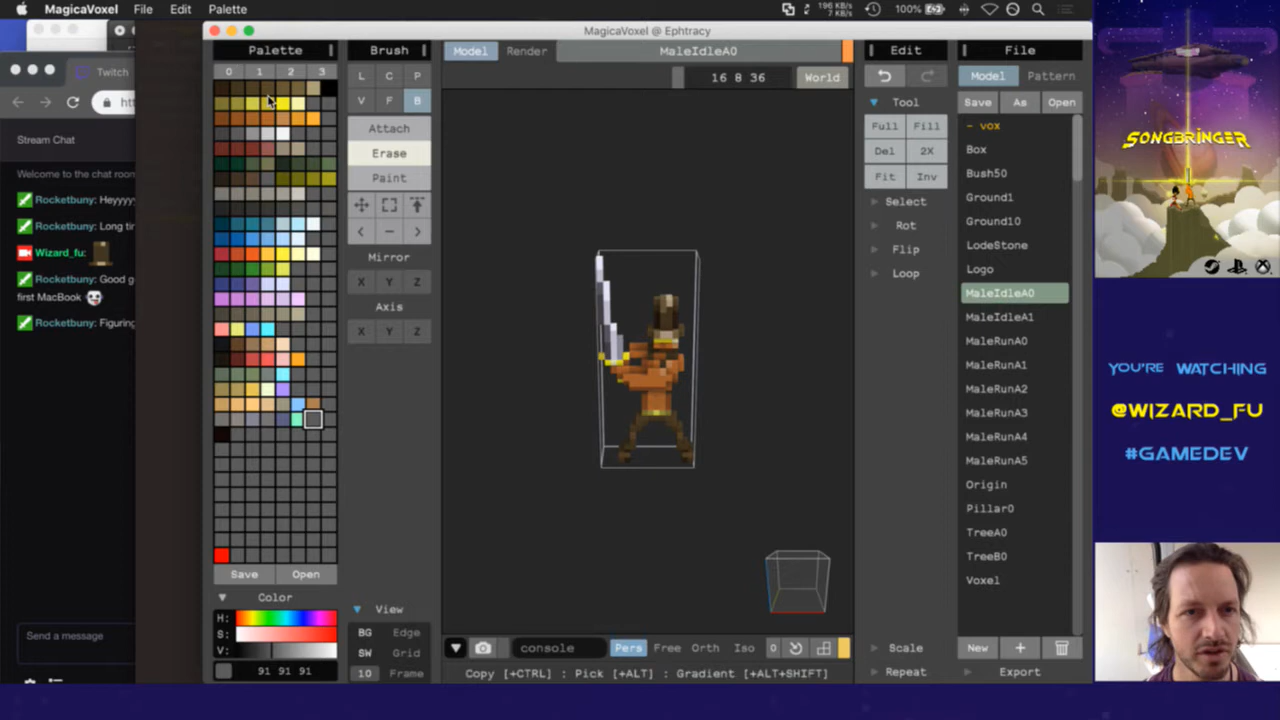 MagicaVoxel File Edit Palette
196 KB/s
7 KB/s
100%
MagicaVoxel @ Ephtracy
Twitch
Stream Chat
Welcome to the chat room
Rocketbuny: Heyyyy
Rocketbuny: Long tim
Wizard_fu:
Rocketbuny: Good g
first MacBook
Rocketbuny: Figuring
Send a message
Palette
0 1 2 3
Save Open
Color
H:
S:
V:
91 91 91
Brush
L C P
V F B
Attach
Erase
Paint
Mirror
X Y Z
Axis
X Y Z
View
BG Edge
SW Grid
10 Frame
Model Render MaleIdleA0
16 8 36 World
console Pers Free Orth Iso 0
Copy [+CTRL] : Pick [+ALT] : Gradient [+ALT+SHIFT]
Edit
Tool
Full Fill
Del 2X
Fit Inv
Select
Rot
Flip
Loop
Scale
Repeat
File
Model Pattern
Save As Open
- vox
Box
Bush50
Ground1
Ground10
LodeStone
Logo
MaleIdleA0
MaleIdleA1
MaleRunA0
MaleRunA1
MaleRunA2
MaleRunA3
MaleRunA4
MaleRunA5
Origin
Pillar0
TreeA0
TreeB0
Voxel
New +
Export
SONGBRINGER
YOU'RE WATCHING
@WIZARD_FU
#GAMEDEV